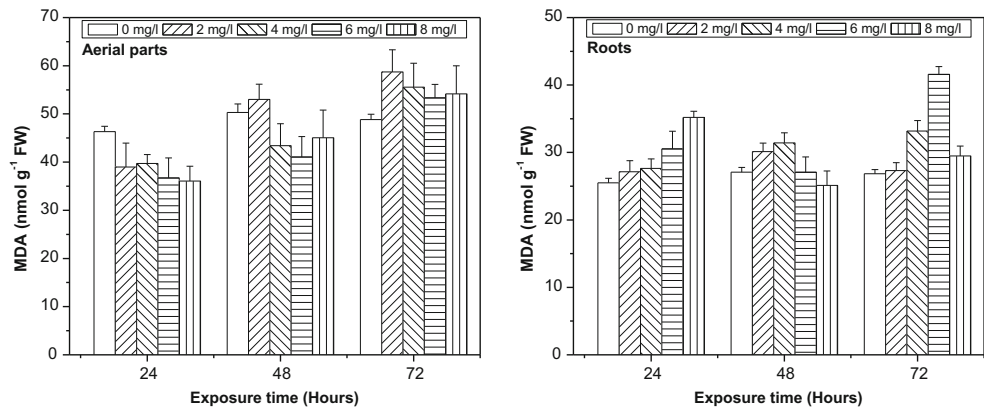 0 mg/l 2 mg/l 4 mg/l 6 mg/l 8 mg/l
Aerial parts
70
60
50
40
30
20
10
0
MDA (nmol g⁻¹ FW)
24 48 72
Exposure time (Hours)
0 mg/l 2 mg/l 4 mg/l 6 mg/l 8 mg/l
Roots
50
40
30
20
10
0
MDA (nmol g⁻¹ FW)
24 48 72
Exposure time (Hours)